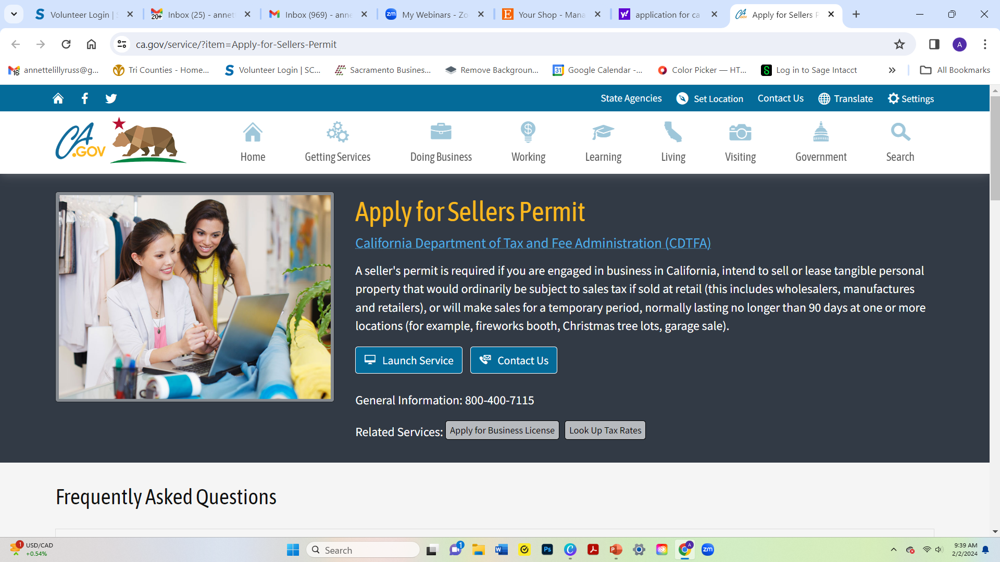 Volunteer Login | S
Inbox (25) - annet
Inbox (969) - anne
My Webinars - Zo
Your Shop - Mana
application for ca
Apply for Sellers P
ca.gov/service/?item=Apply-for-Sellers-Permit
A
annettelillyruss@g...
Tri Counties - Home...
Volunteer Login | SC...
Sacramento Busines...
Remove Backgroun...
Google Calendar -...
Color Picker — HT...
Log in to Sage Intacct
All Bookmarks
State Agencies
Set Location
Contact Us
Translate
Settings
CA.GOV
Home
Getting Services
Doing Business
Working
Learning
Living
Visiting
Government
Search
Apply for Sellers Permit
California Department of Tax and Fee Administration (CDTFA)
A seller's permit is required if you are engaged in business in California, intend to sell or lease tangible personal
property that would ordinarily be subject to sales tax if sold at retail (this includes wholesalers, manufactures
and retailers), or will make sales for a temporary period, normally lasting no longer than 90 days at one or more
locations (for example, fireworks booth, Christmas tree lots, garage sale).
Launch Service
Contact Us
General Information: 800-400-7115
Related Services: Apply for Business License Look Up Tax Rates
Frequently Asked Questions
1
USD/CAD
+0.54%
Search
1
9:39 AM
2/2/2024